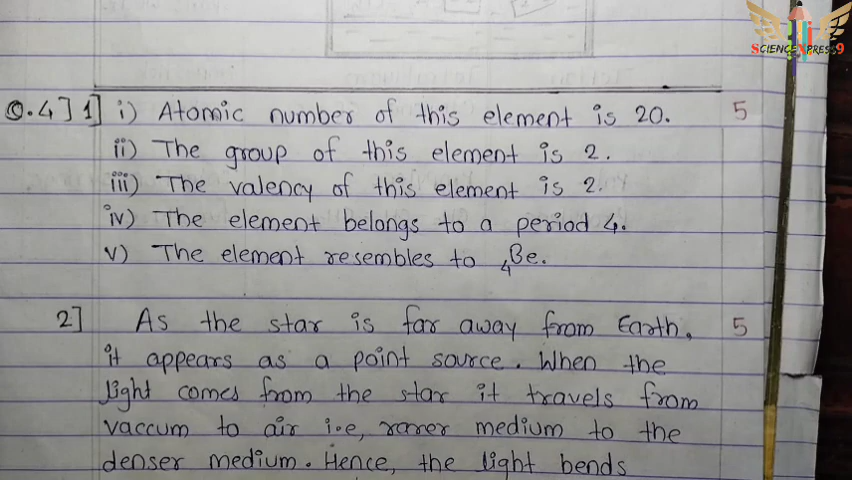 SCIENCEXPRESS9
Q.4] 1] i) Atomic number of this element is 20. 5
ii) The group of this element is 2.
iii) The valency of this element is 2.
iv) The element belongs to a period 4.
v) The element resembles to ₄Be.
2] As the star is far away from Earth, 5
it appears as a point source. When the
light comes from the star it travels from
vaccum to air i.e, rarer medium to the
denser medium. Hence, the light bends